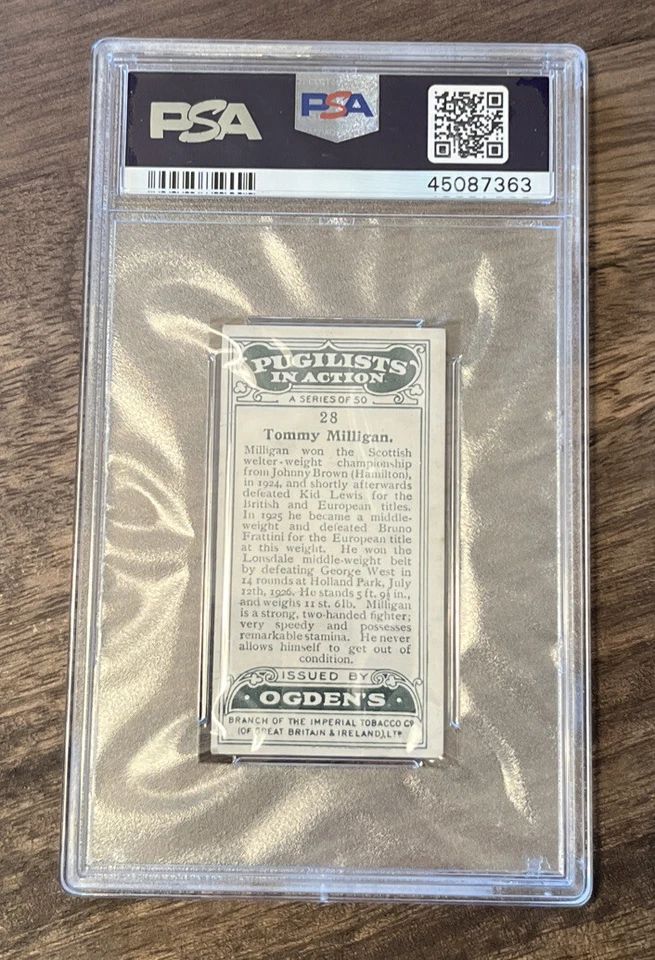 PSA PSA
45087363
PUGILISTS
IN ACTION
A SERIES OF 50
28
Tommy Milligan.
Milligan won the Scottish
welter-weight championship
from Johnny Brown (Hamilton),
in 1924, and shortly afterwards
defeated Kid Lewis for the
British and European titles.
In 1925 he became a middle-
weight and defeated Bruno
Frattini for the European title
at this weight. He won the
Lonsdale middle-weight belt
by defeating George West in
14 rounds at Holland Park, July
12th, 1926. He stands 5 ft. 9½ in.,
and weighs 11 st. 6lb. Milligan
is a strong, two-handed fighter;
very speedy and possesses
remarkable stamina. He never
allows himself to get out of
condition.
ISSUED BY
· OGDEN'S ·
BRANCH OF THE IMPERIAL TOBACCO CO
(OF GREAT BRITAIN & IRELAND), LTD